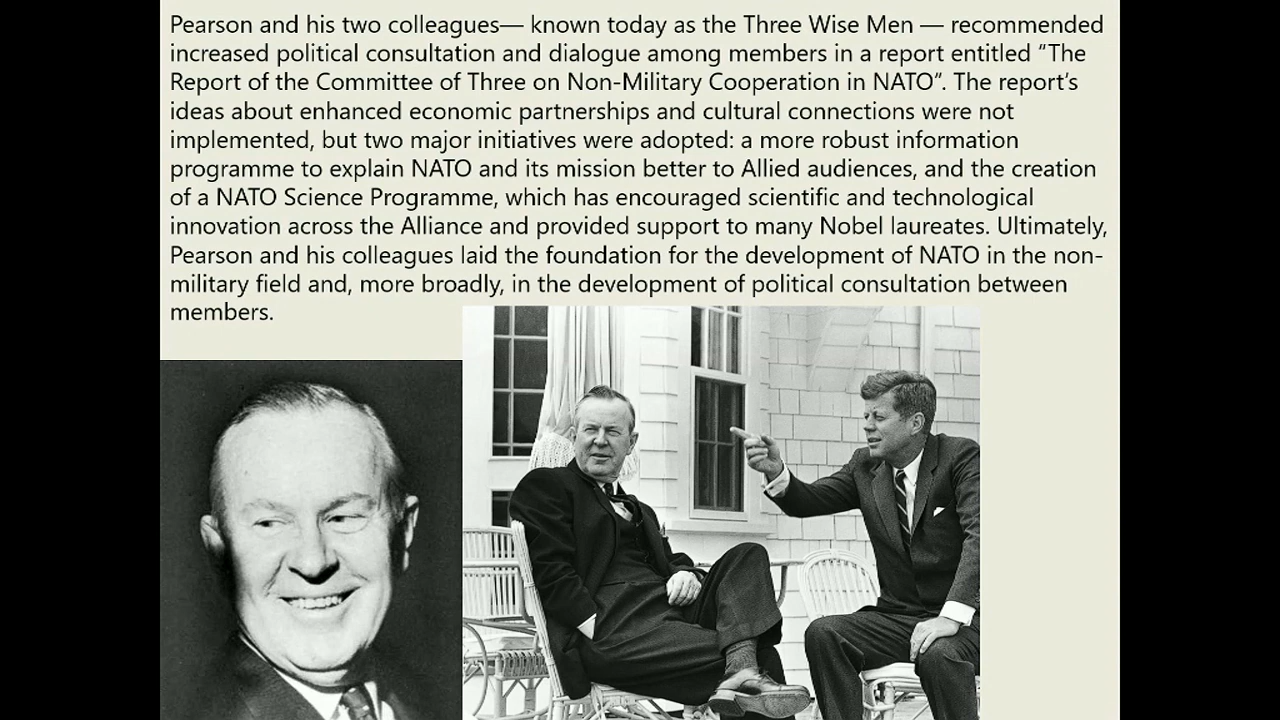 Pearson and his two colleagues— known today as the Three Wise Men — recommended
increased political consultation and dialogue among members in a report entitled “The
Report of the Committee of Three on Non-Military Cooperation in NATO”. The report’s
ideas about enhanced economic partnerships and cultural connections were not
implemented, but two major initiatives were adopted: a more robust information
programme to explain NATO and its mission better to Allied audiences, and the creation
of a NATO Science Programme, which has encouraged scientific and technological
innovation across the Alliance and provided support to many Nobel laureates. Ultimately,
Pearson and his colleagues laid the foundation for the development of NATO in the non-
military field and, more broadly, in the development of political consultation between
members.